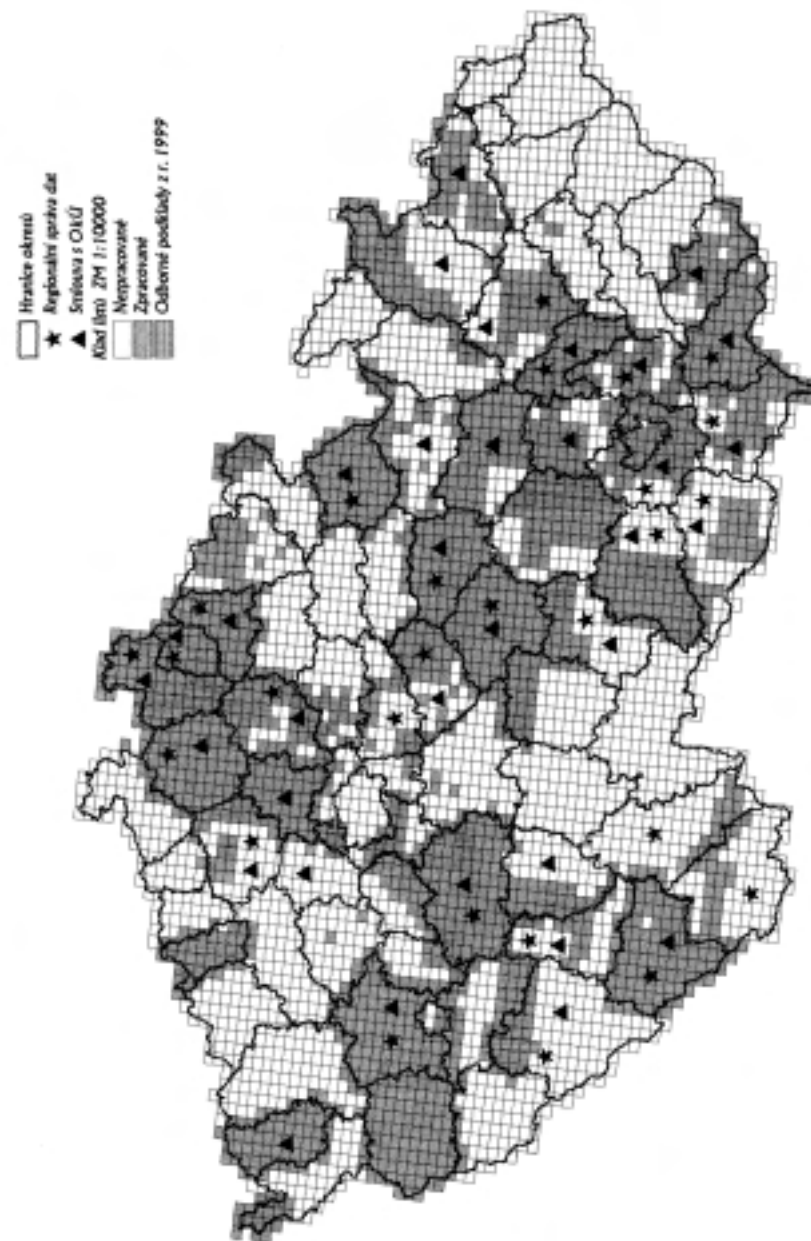 Hranice okresů
Regionální správa dat
Smlouva s OkÚ
Klad listů ZM 1:10000
Nezpracované
Zpracované
Odborné podklady z r. 1999